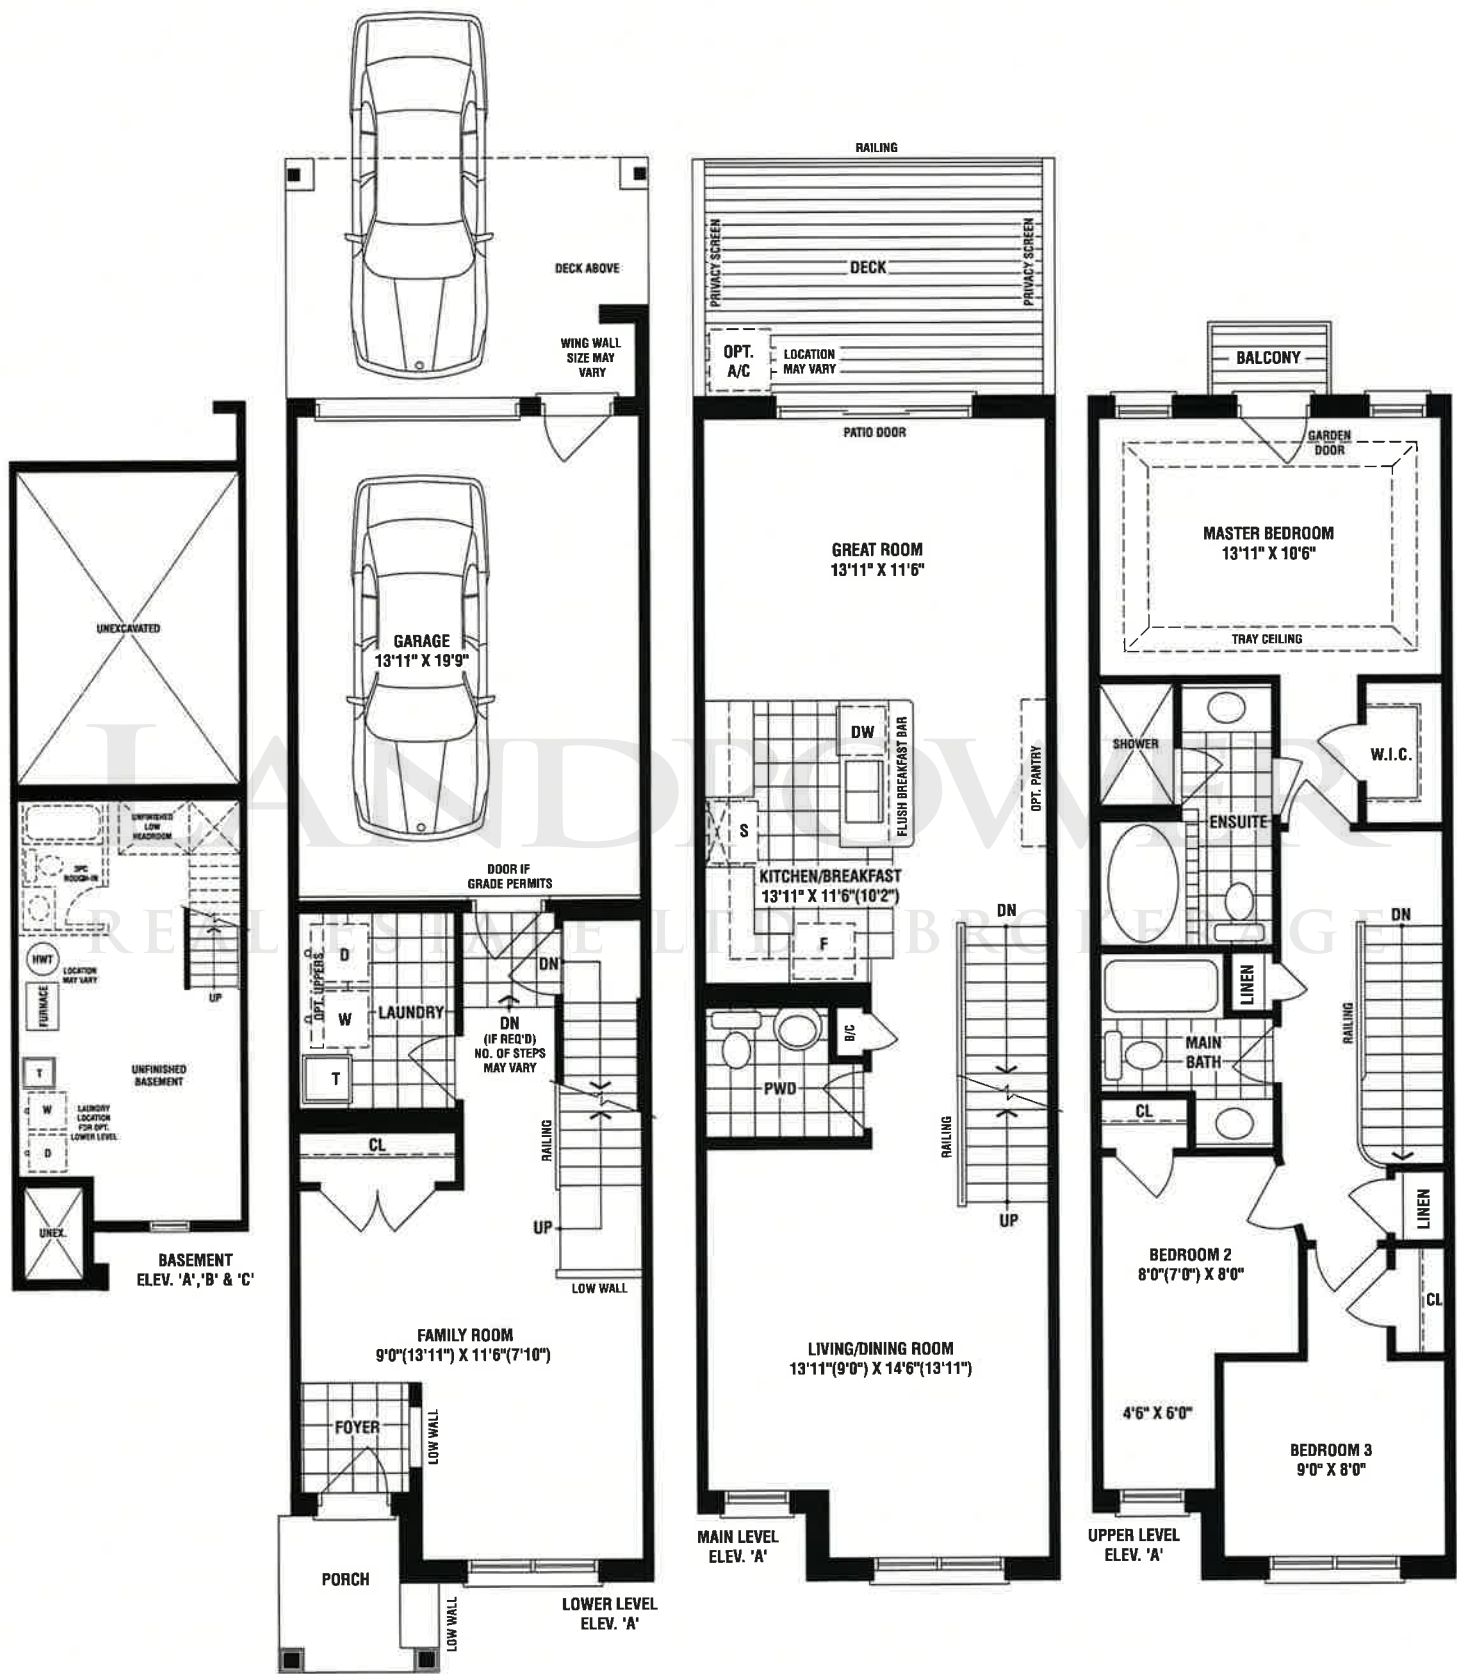 UNEXCAVATED
UNFINISHED
LOW
HEADROOM
3PC
ROUGH-IN
HWT
LOCATION
MAY VARY
FURNACE
UP
T
UNFINISHED
BASEMENT
W
LAUNDRY
LOCATION
FOR OPT.
LOWER LEVEL
D
UNEX.
BASEMENT
ELEV. 'A','B' & 'C'
DECK ABOVE
WING WALL
SIZE MAY
VARY
GARAGE
13'11" X 19'9"
DOOR IF
GRADE PERMITS
OPT. UPPERS
D
W
T
LAUNDRY
DN
DN
(IF REQ'D)
NO. OF STEPS
MAY VARY
CL
RAILING
UP
LOW WALL
FAMILY ROOM
9'0"(13'11") X 11'6"(7'10")
FOYER
LOW WALL
PORCH
LOW WALL
LOWER LEVEL
ELEV. 'A'
RAILING
PRIVACY SCREEN
DECK
PRIVACY SCREEN
OPT.
A/C
LOCATION
MAY VARY
PATIO DOOR
GREAT ROOM
13'11" X 11'6"
DW
FLUSH BREAKFAST BAR
OPT. PANTRY
S
KITCHEN/BREAKFAST
13'11" X 11'6"(10'2")
F
DN
B/C
PWD
RAILING
UP
LIVING/DINING ROOM
13'11"(9'0") X 14'6"(13'11")
MAIN LEVEL
ELEV. 'A'
BALCONY
GARDEN
DOOR
MASTER BEDROOM
13'11" X 10'6"
TRAY CEILING
SHOWER
W.I.C.
ENSUITE
DN
LINEN
RAILING
MAIN
BATH
CL
LINEN
BEDROOM 2
8'0"(7'0") X 8'0"
CL
4'6" X 6'0"
BEDROOM 3
9'0" X 8'0"
UPPER LEVEL
ELEV. 'A'
LANDPOWER
REAL ESTATE LTD. BROKERAGE